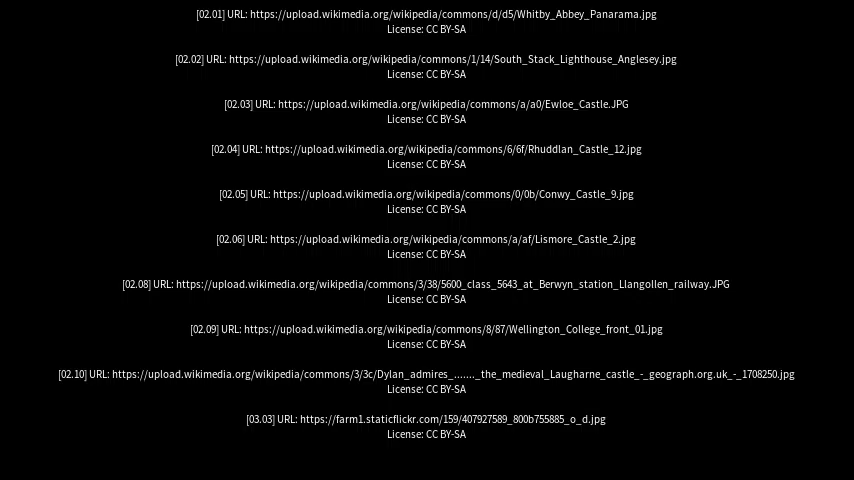 [02.01] URL: https://upload.wikimedia.org/wikipedia/commons/d/d5/Whitby_Abbey_Panarama.jpg
License: CC BY-SA
[02.02] URL: https://upload.wikimedia.org/wikipedia/commons/1/14/South_Stack_Lighthouse_Anglesey.jpg
License: CC BY-SA
[02.03] URL: https://upload.wikimedia.org/wikipedia/commons/a/a0/Ewloe_Castle.JPG
License: CC BY-SA
[02.04] URL: https://upload.wikimedia.org/wikipedia/commons/6/6f/Rhuddlan_Castle_12.jpg
License: CC BY-SA
[02.05] URL: https://upload.wikimedia.org/wikipedia/commons/0/0b/Conwy_Castle_9.jpg
License: CC BY-SA
[02.06] URL: https://upload.wikimedia.org/wikipedia/commons/a/af/Lismore_Castle_2.jpg
License: CC BY-SA
[02.08] URL: https://upload.wikimedia.org/wikipedia/commons/3/38/5600_class_5643_at_Berwyn_station_Llangollen_railway.JPG
License: CC BY-SA
[02.09] URL: https://upload.wikimedia.org/wikipedia/commons/8/87/Wellington_College_front_01.jpg
License: CC BY-SA
[02.10] URL: https://upload.wikimedia.org/wikipedia/commons/3/3c/Dylan_admires_......._the_medieval_Laugharne_castle_-_geograph.org.uk_-_1708250.jpg
License: CC BY-SA
[03.03] URL: https://farm1.staticflickr.com/159/407927589_800b755885_o_d.jpg
License: CC BY-SA